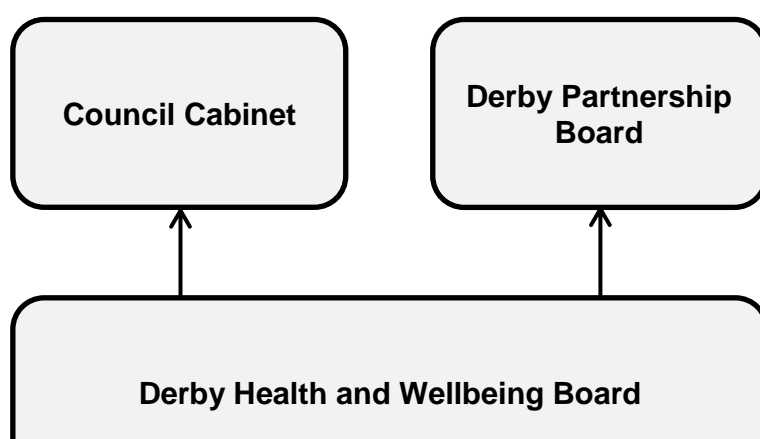 Council Cabinet
Derby Partnership
Board
Derby Health and Wellbeing Board